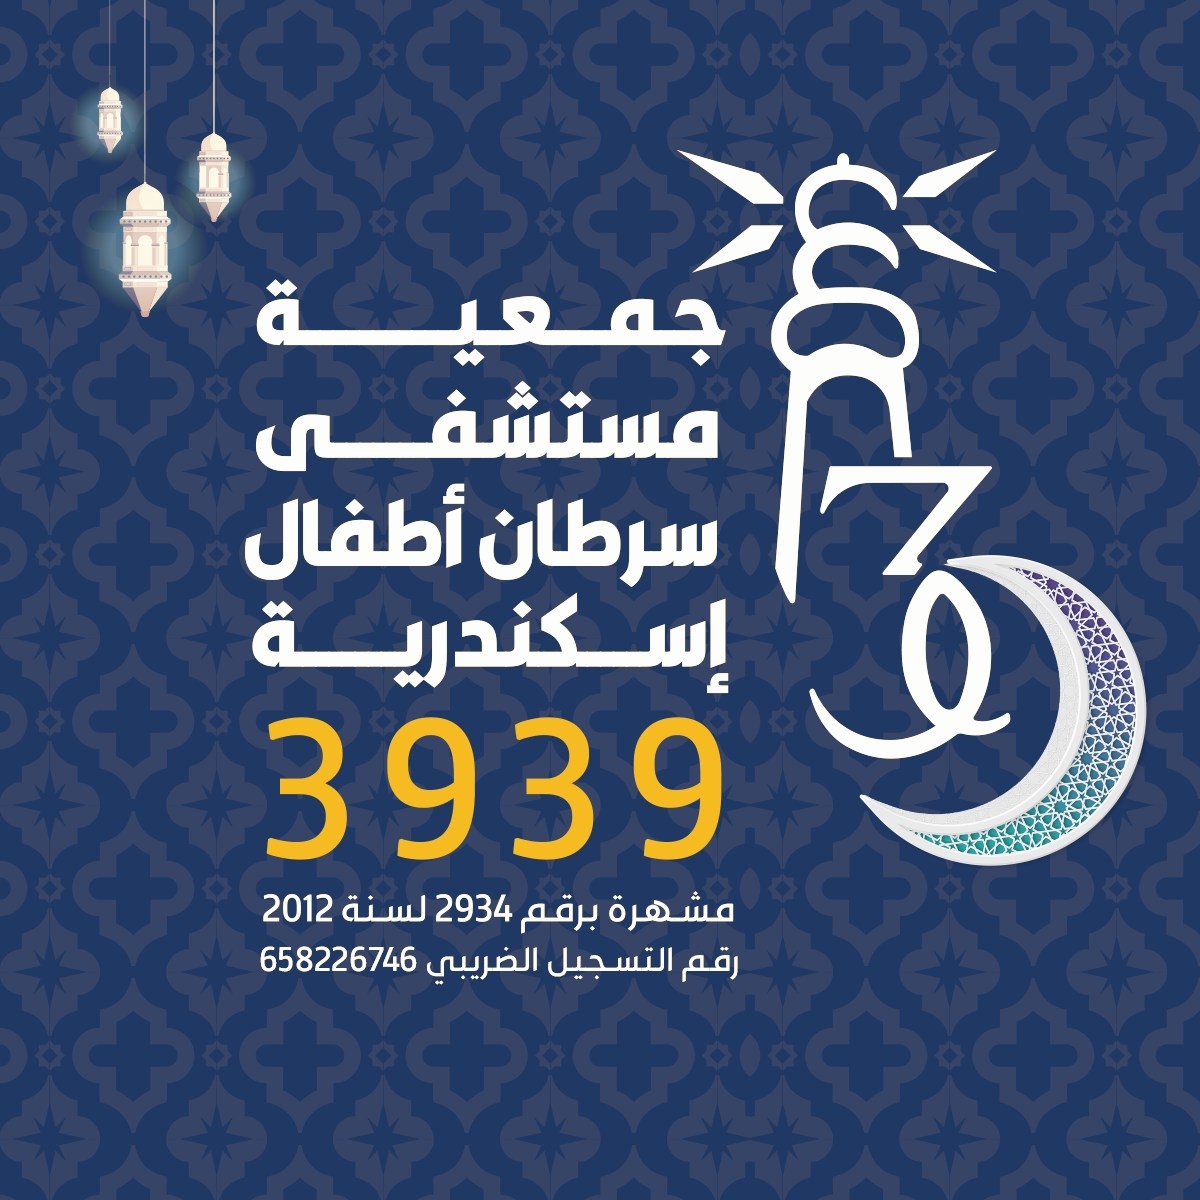 جمعية
مستشفى
سرطان أطفال
إسكندرية
3939
مشهرة برقم 2934 لسنة 2012
رقم التسجيل الضريبي 658226746